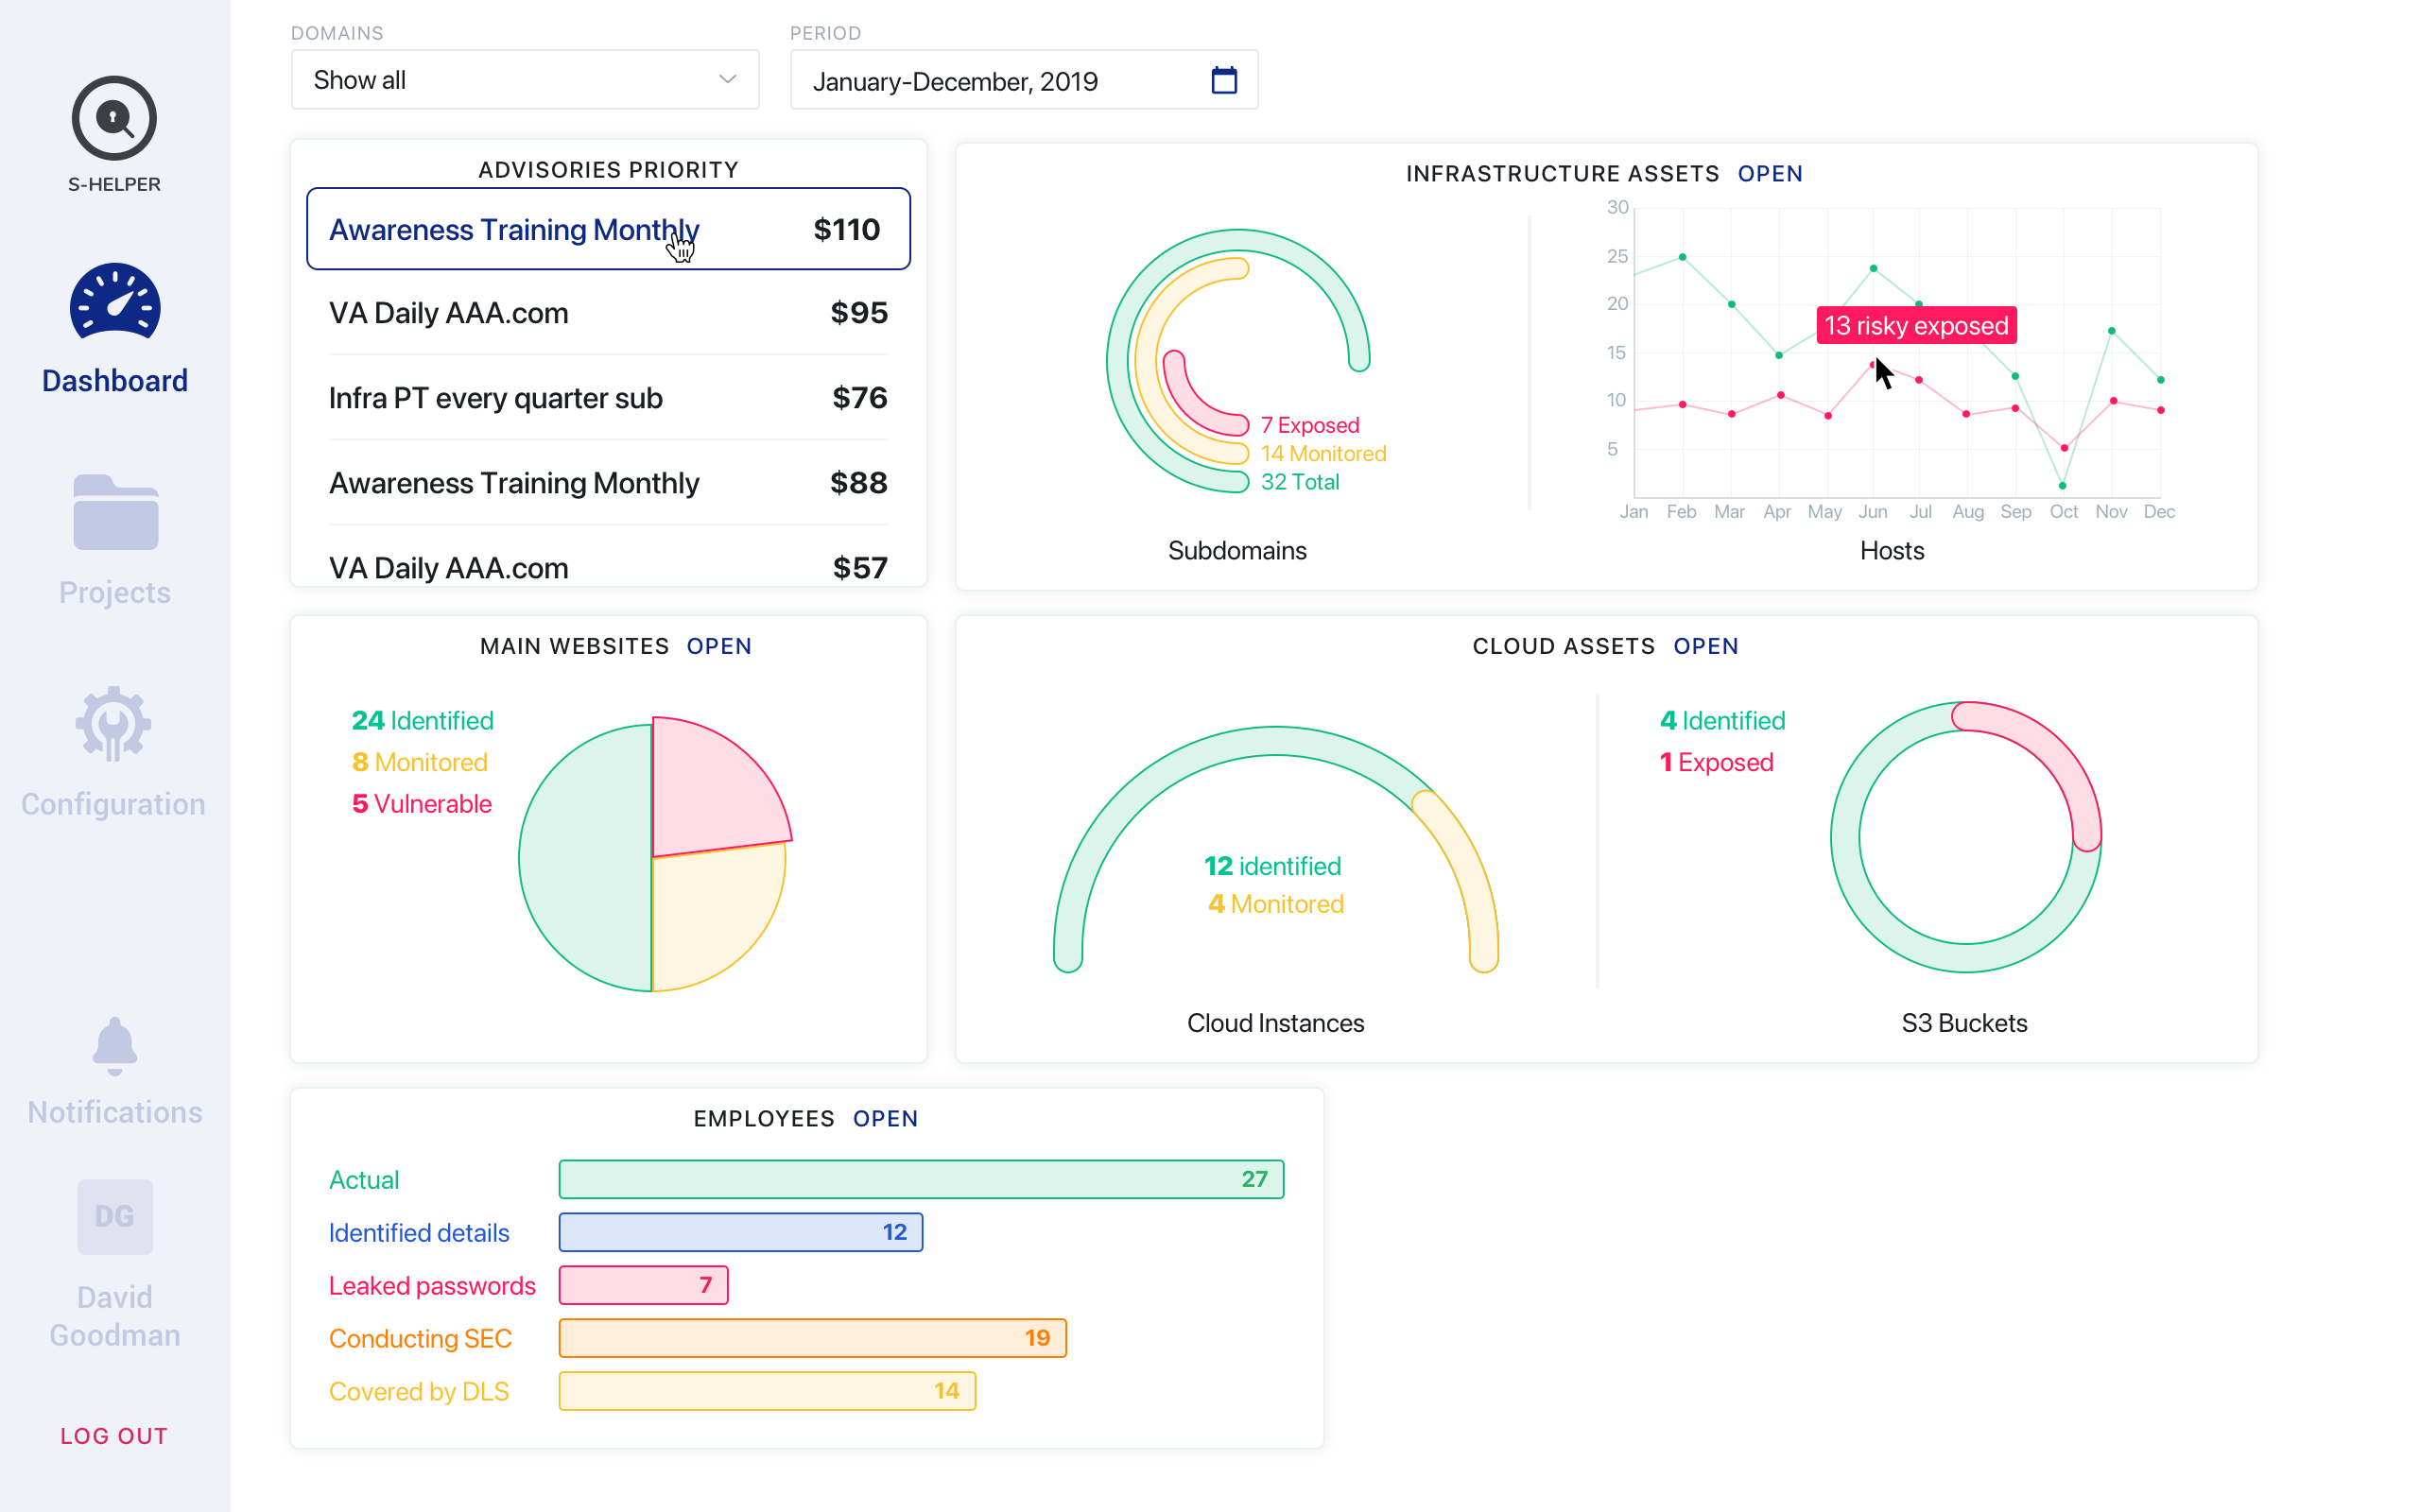 S-HELPER
Dashboard
Projects
Configuration
Notifications
DG
David
Goodman
LOG OUT
DOMAINS
Show all
PERIOD
January-December, 2019
ADVISORIES PRIORITY
Awareness Training Monthly $110
VA Daily AAA.com $95
Infra PT every quarter sub $76
Awareness Training Monthly $88
VA Daily AAA.com $57
INFRASTRUCTURE ASSETS OPEN
7 Exposed
14 Monitored
32 Total
Subdomains
30
25
20
15
10
5
13 risky exposed
Jan Feb Mar Apr May Jun Jul Aug Sep Oct Nov Dec
Hosts
MAIN WEBSITES OPEN
24 Identified
8 Monitored
5 Vulnerable
CLOUD ASSETS OPEN
12 identified
4 Monitored
Cloud Instances
4 Identified
1 Exposed
S3 Buckets
EMPLOYEES OPEN
Actual 27
Identified details 12
Leaked passwords 7
Conducting SEC 19
Covered by DLS 14